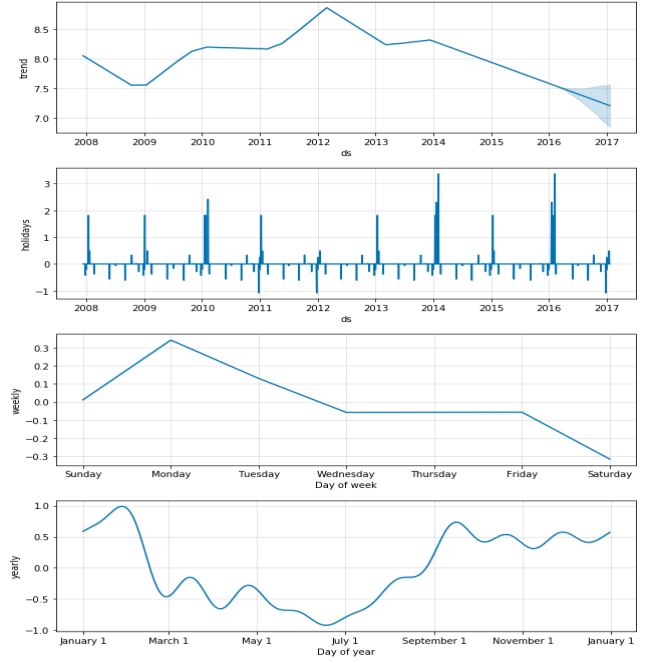 trend
8.5
8.0
7.5
7.0
2008 2009 2010 2011 2012 2013 2014 2015 2016 2017
ds
holidays
3
2
1
0
−1
2008 2009 2010 2011 2012 2013 2014 2015 2016 2017
ds
weekly
0.3
0.2
0.1
0.0
−0.1
−0.2
−0.3
Sunday Monday Tuesday Wednesday Thursday Friday Saturday
Day of week
yearly
1.0
0.5
0.0
−0.5
−1.0
January 1 March 1 May 1 July 1 September 1 November 1 January 1
Day of year